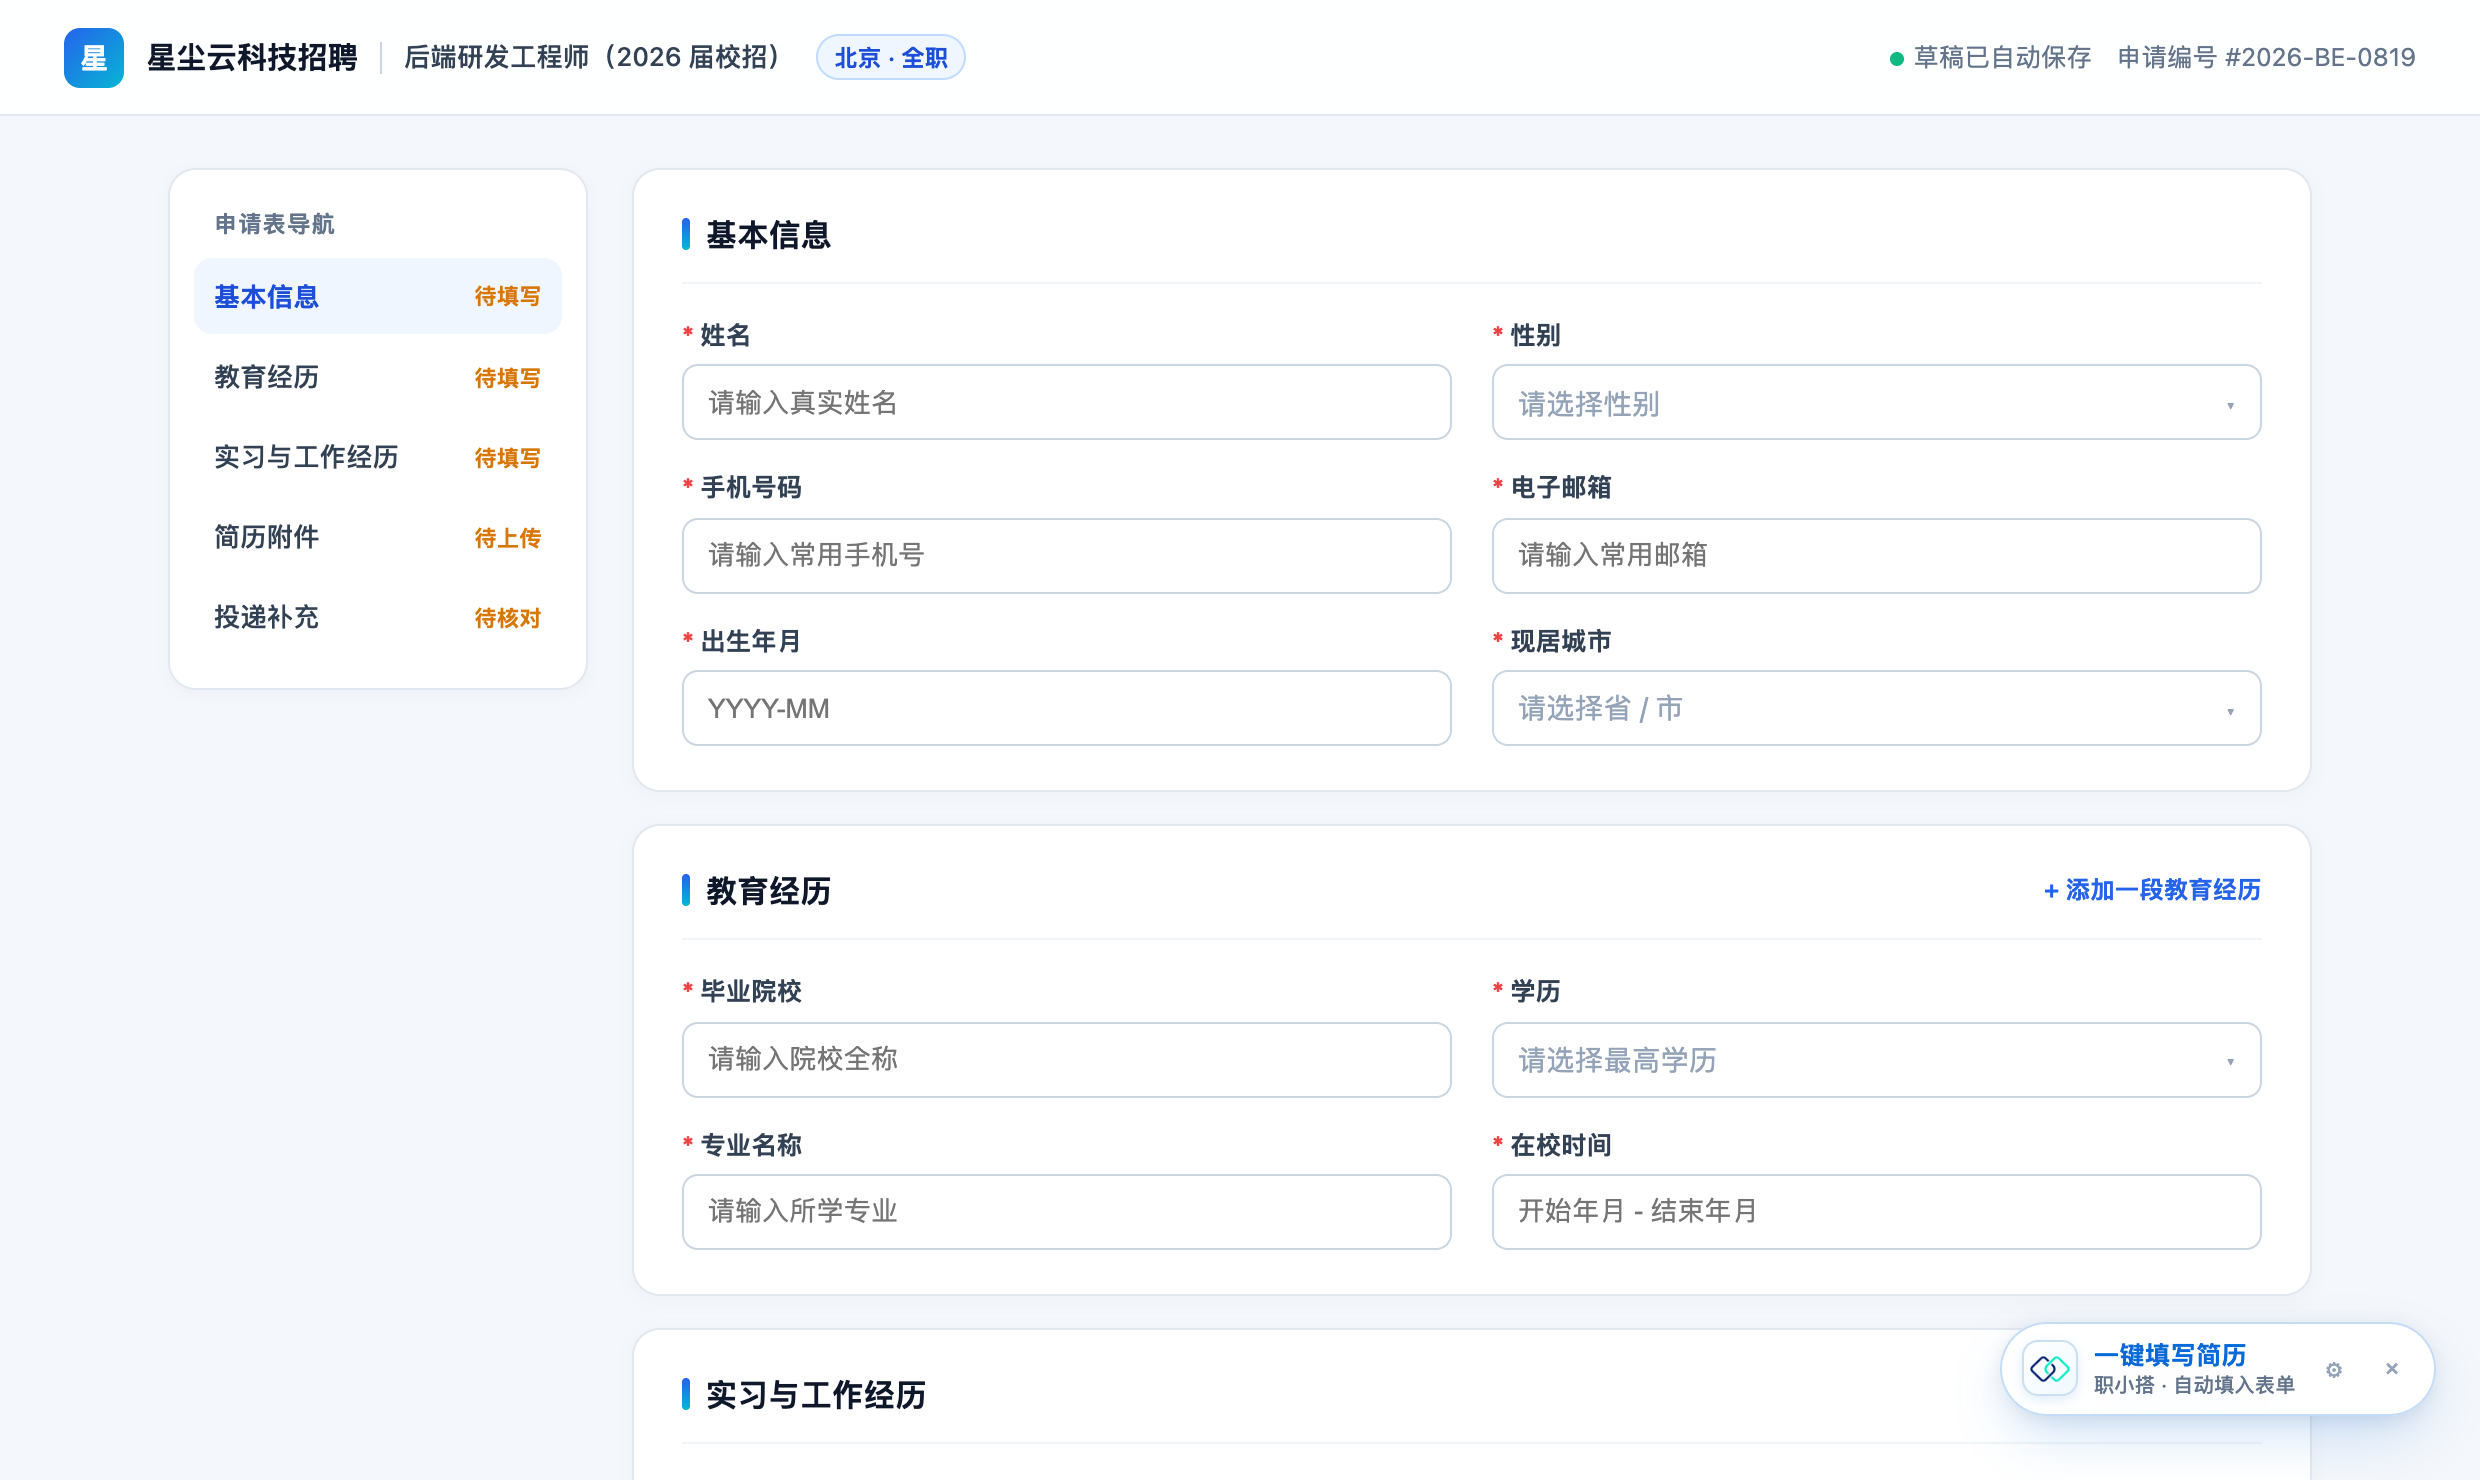 星 星尘云科技招聘 后端研发工程师（2026 届校招） 北京 · 全职 草稿已自动保存 申请编号 #2026-BE-0819
申请表导航
基本信息 待填写
教育经历 待填写
实习与工作经历 待填写
简历附件 待上传
投递补充 待核对
基本信息
* 姓名
请输入真实姓名
* 性别
请选择性别
* 手机号码
请输入常用手机号
* 电子邮箱
请输入常用邮箱
* 出生年月
YYYY-MM
* 现居城市
请选择省 / 市
教育经历
+ 添加一段教育经历
* 毕业院校
请输入院校全称
* 学历
请选择最高学历
* 专业名称
请输入所学专业
* 在校时间
开始年月 - 结束年月
实习与工作经历
一键填写简历
职小搭 · 自动填入表单